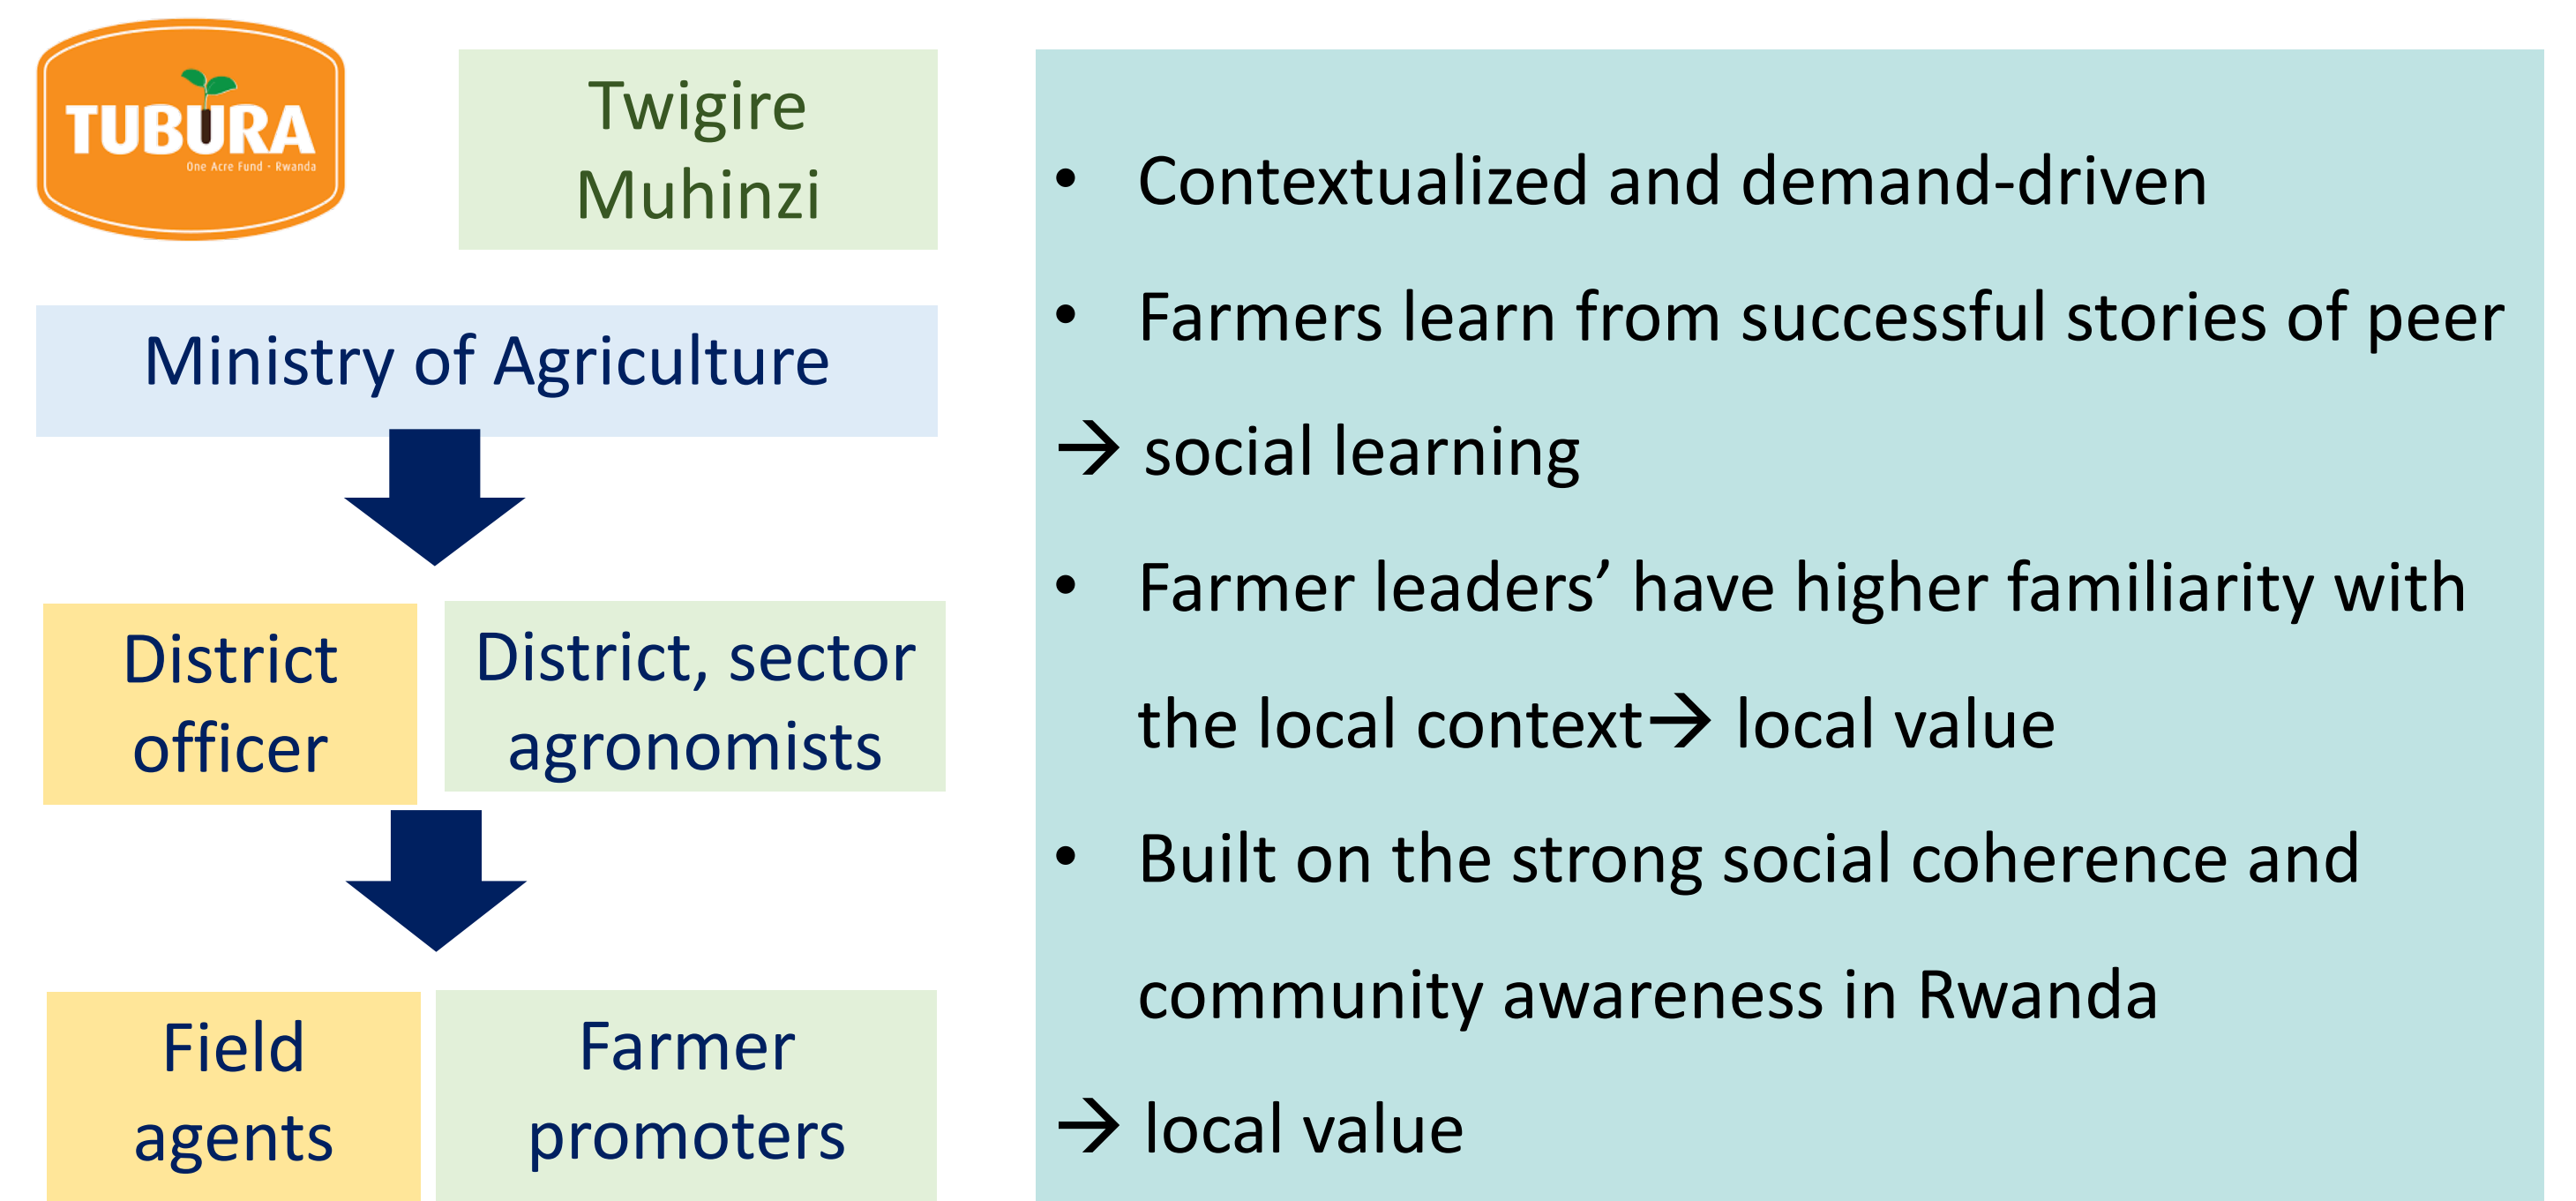 TUBURA
One Acre Fund - Rwanda
Twigire
Muhinzi
Ministry of Agriculture
District
officer
District, sector
agronomists
Field
agents
Farmer
promoters
• Contextualized and demand-driven
• Farmers learn from successful stories of peer
→ social learning
• Farmer leaders’ have higher familiarity with
the local context→ local value
• Built on the strong social coherence and
community awareness in Rwanda
→ local value